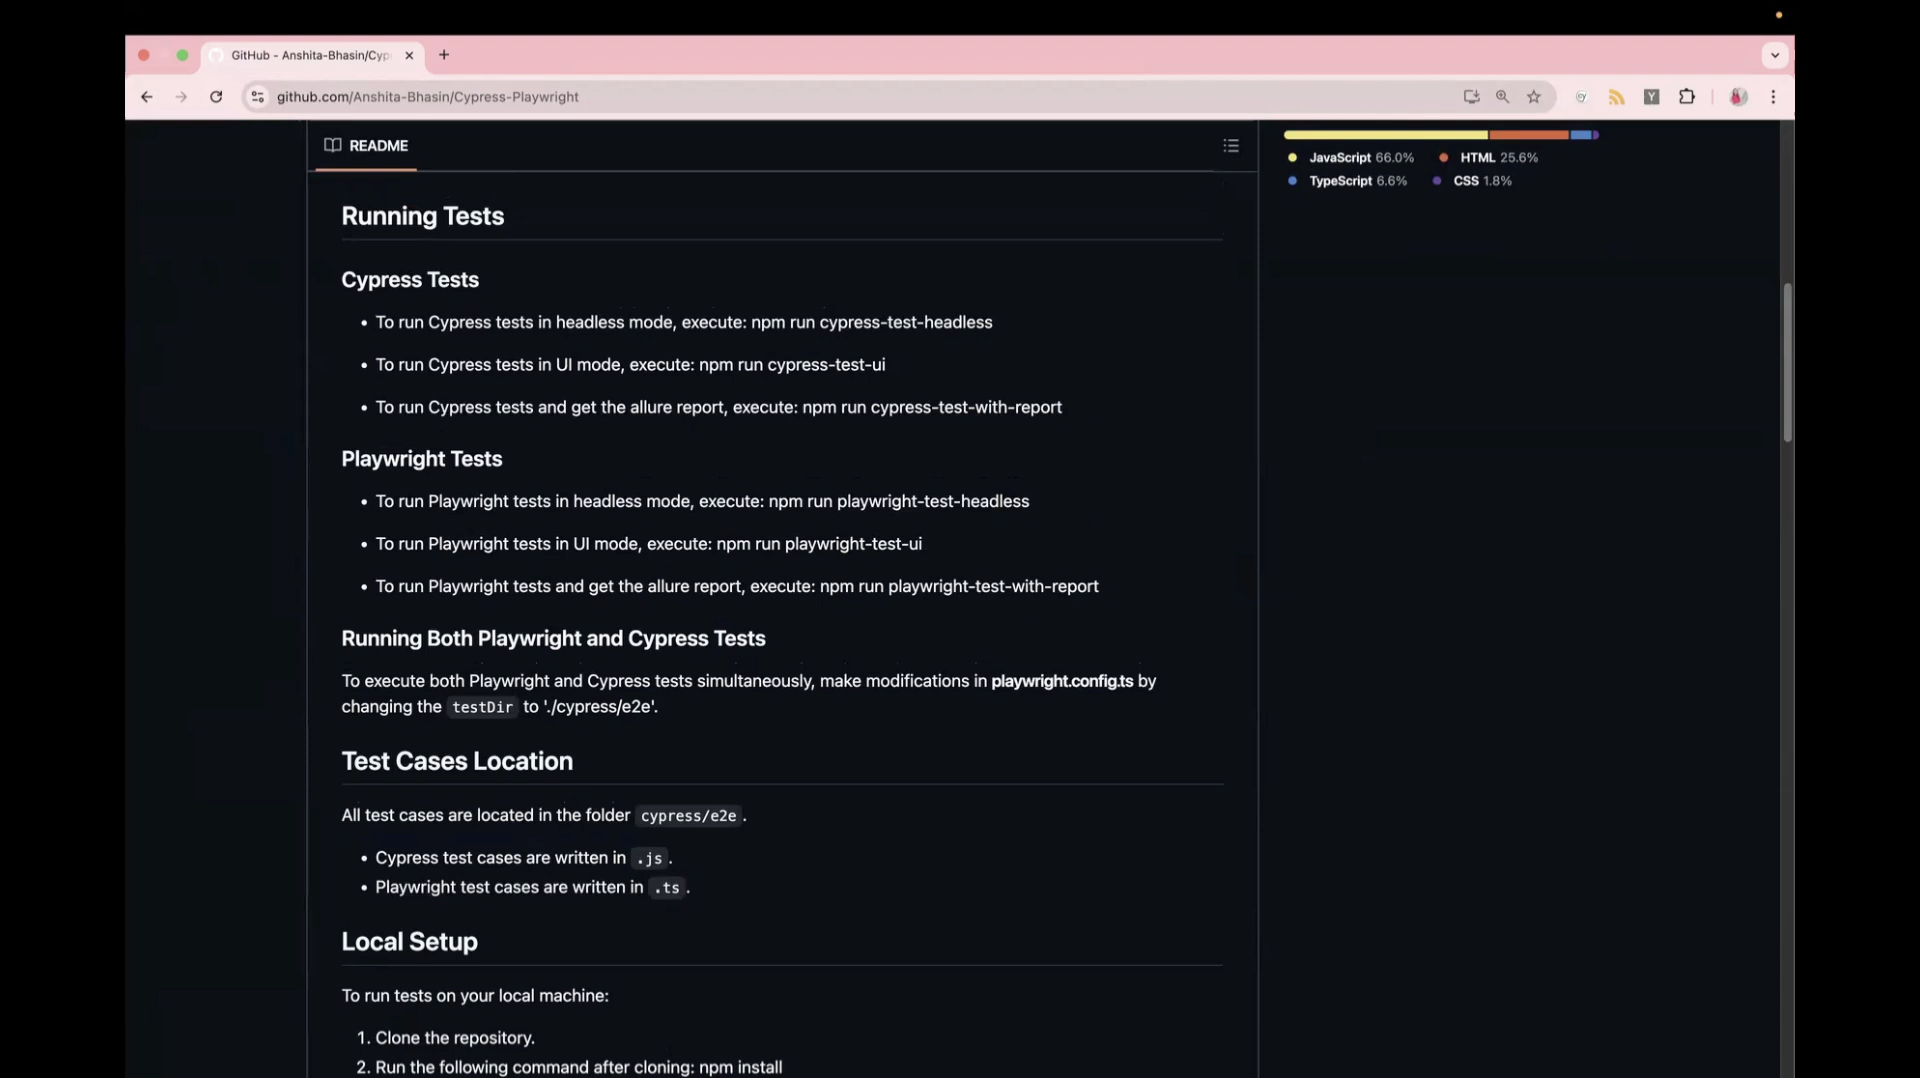 GitHub - Anshita-Bhasin/Cyp
github.com/Anshita-Bhasin/Cypress-Playwright
README
JavaScript 66.0% HTML 25.6%
TypeScript 6.6% CSS 1.8%
Running Tests
Cypress Tests
• To run Cypress tests in headless mode, execute: npm run cypress-test-headless
• To run Cypress tests in UI mode, execute: npm run cypress-test-ui
• To run Cypress tests and get the allure report, execute: npm run cypress-test-with-report
Playwright Tests
• To run Playwright tests in headless mode, execute: npm run playwright-test-headless
• To run Playwright tests in UI mode, execute: npm run playwright-test-ui
• To run Playwright tests and get the allure report, execute: npm run playwright-test-with-report
Running Both Playwright and Cypress Tests
To execute both Playwright and Cypress tests simultaneously, make modifications in playwright.config.ts by
changing the testDir to './cypress/e2e'.
Test Cases Location
All test cases are located in the folder cypress/e2e .
• Cypress test cases are written in .js .
• Playwright test cases are written in .ts .
Local Setup
To run tests on your local machine:
1. Clone the repository.
2. Run the following command after cloning: npm install